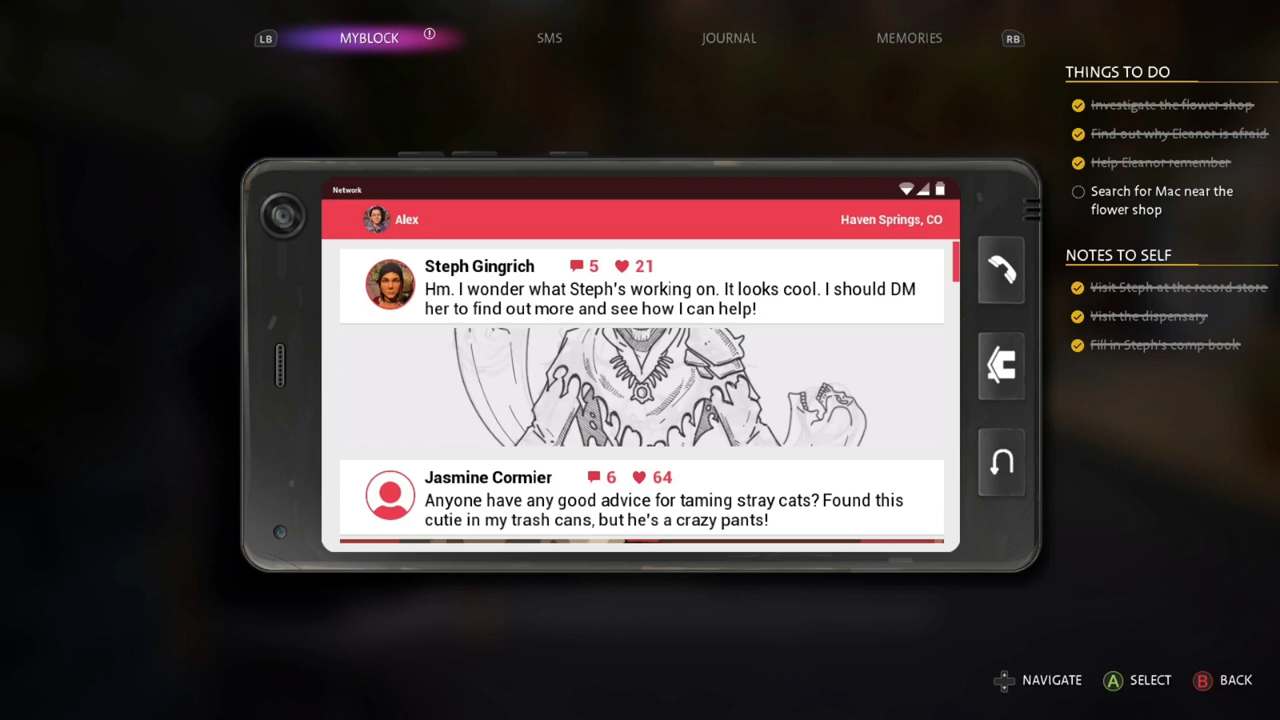 LB
MYBLOCK
SMS
JOURNAL
MEMORIES
RB
THINGS TO DO
Investigate the flower shop
Find out why Eleanor is afraid
Help Eleanor remember
Search for Mac near the
flower shop
NOTES TO SELF
Visit Steph at the record store
Visit the dispensary
Fill in Steph's comp book
Network
Alex
Haven Springs, CO
Steph Gingrich 5 21
Hm. I wonder what Steph's working on. It looks cool. I should DM
her to find out more and see how I can help!
Jasmine Cormier 6 64
Anyone have any good advice for taming stray cats? Found this
cutie in my trash cans, but he's a crazy pants!
NAVIGATE
A SELECT
B BACK